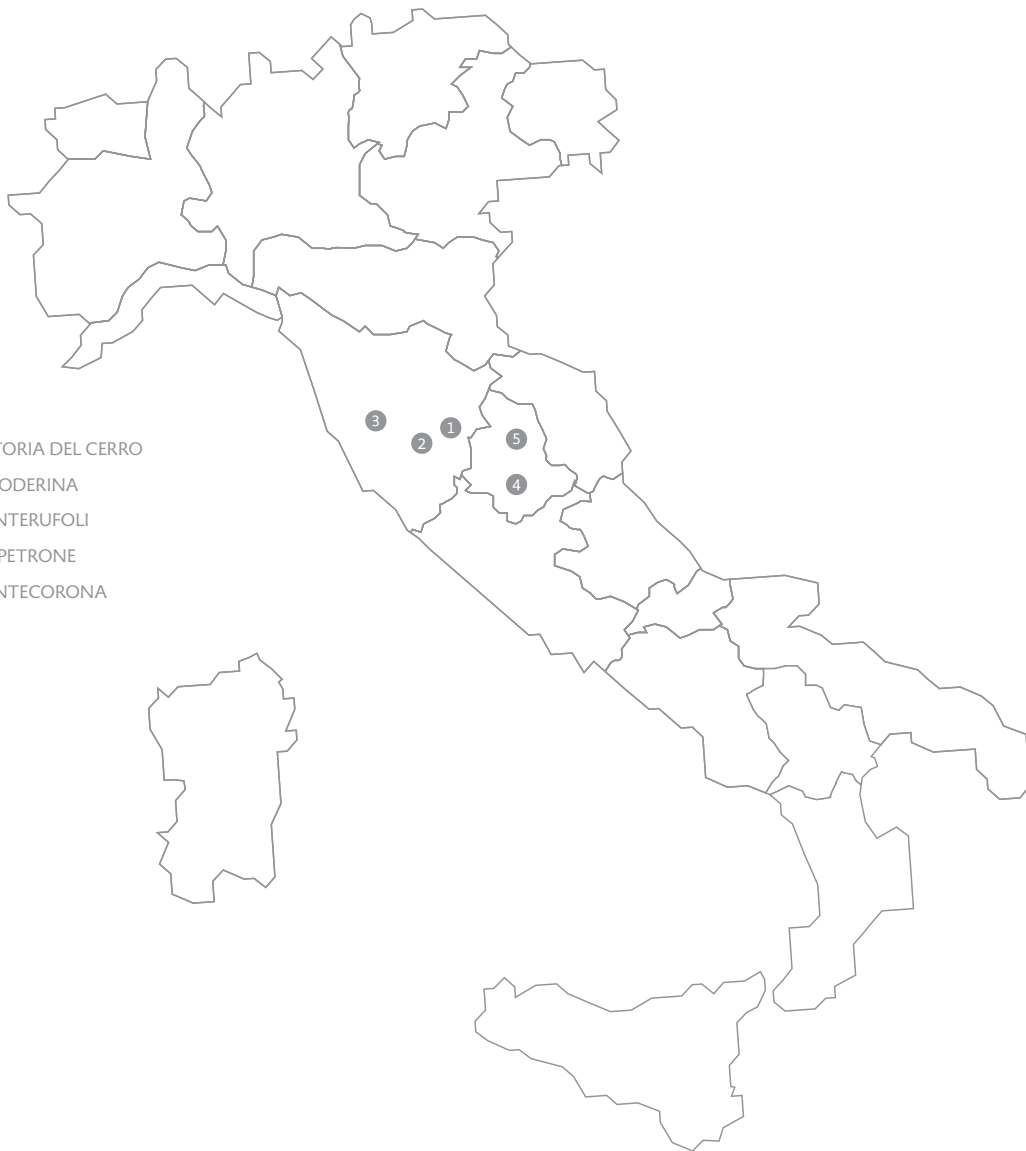 3
1
2
5
4
TORIA DEL CERRO
ODERINA
NTERUFOLI
PETRONE
NTECORONA